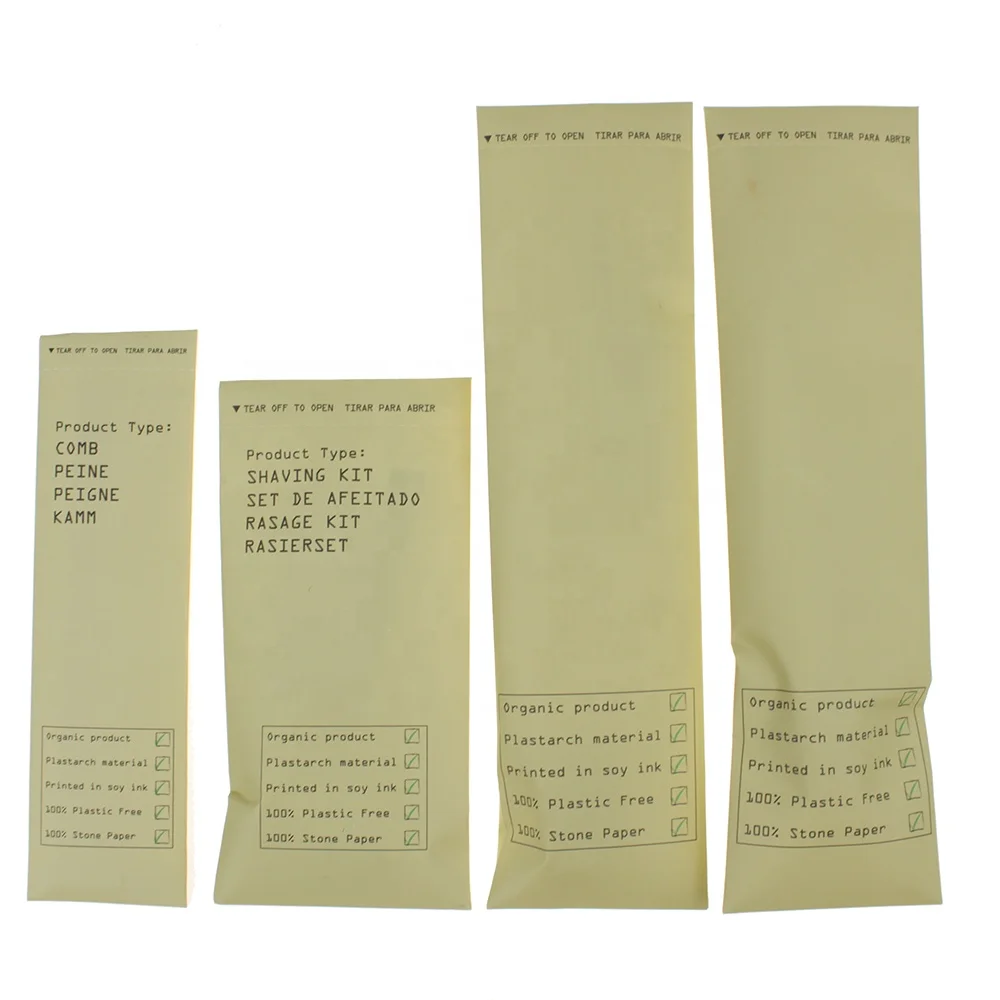 ▼ TEAR OFF TO OPEN TIRAR PARA ABRIR
Product Type:
COMB
PEINE
PEIGNE
KAMM
Organic product
Plastarch material
Printed in soy ink
100% Plastic Free
100% Stone Paper
▼ TEAR OFF TO OPEN TIRAR PARA ABRIR
Product Type:
SHAVING KIT
SET DE AFEITADO
RASAGE KIT
RASIERSET
Organic product
Plastarch material
Printed in soy ink
100% Plastic Free
100% Stone Paper
▼ TEAR OFF TO OPEN TIRAR PARA ABRIR
Organic product
Plastarch material
Printed in soy ink
100% Plastic Free
100% Stone Paper
▼ TEAR OFF TO OPEN TIRAR PARA ABRIR
Organic product
Plastarch material
Printed in soy ink
100% Plastic Free
100% Stone Paper